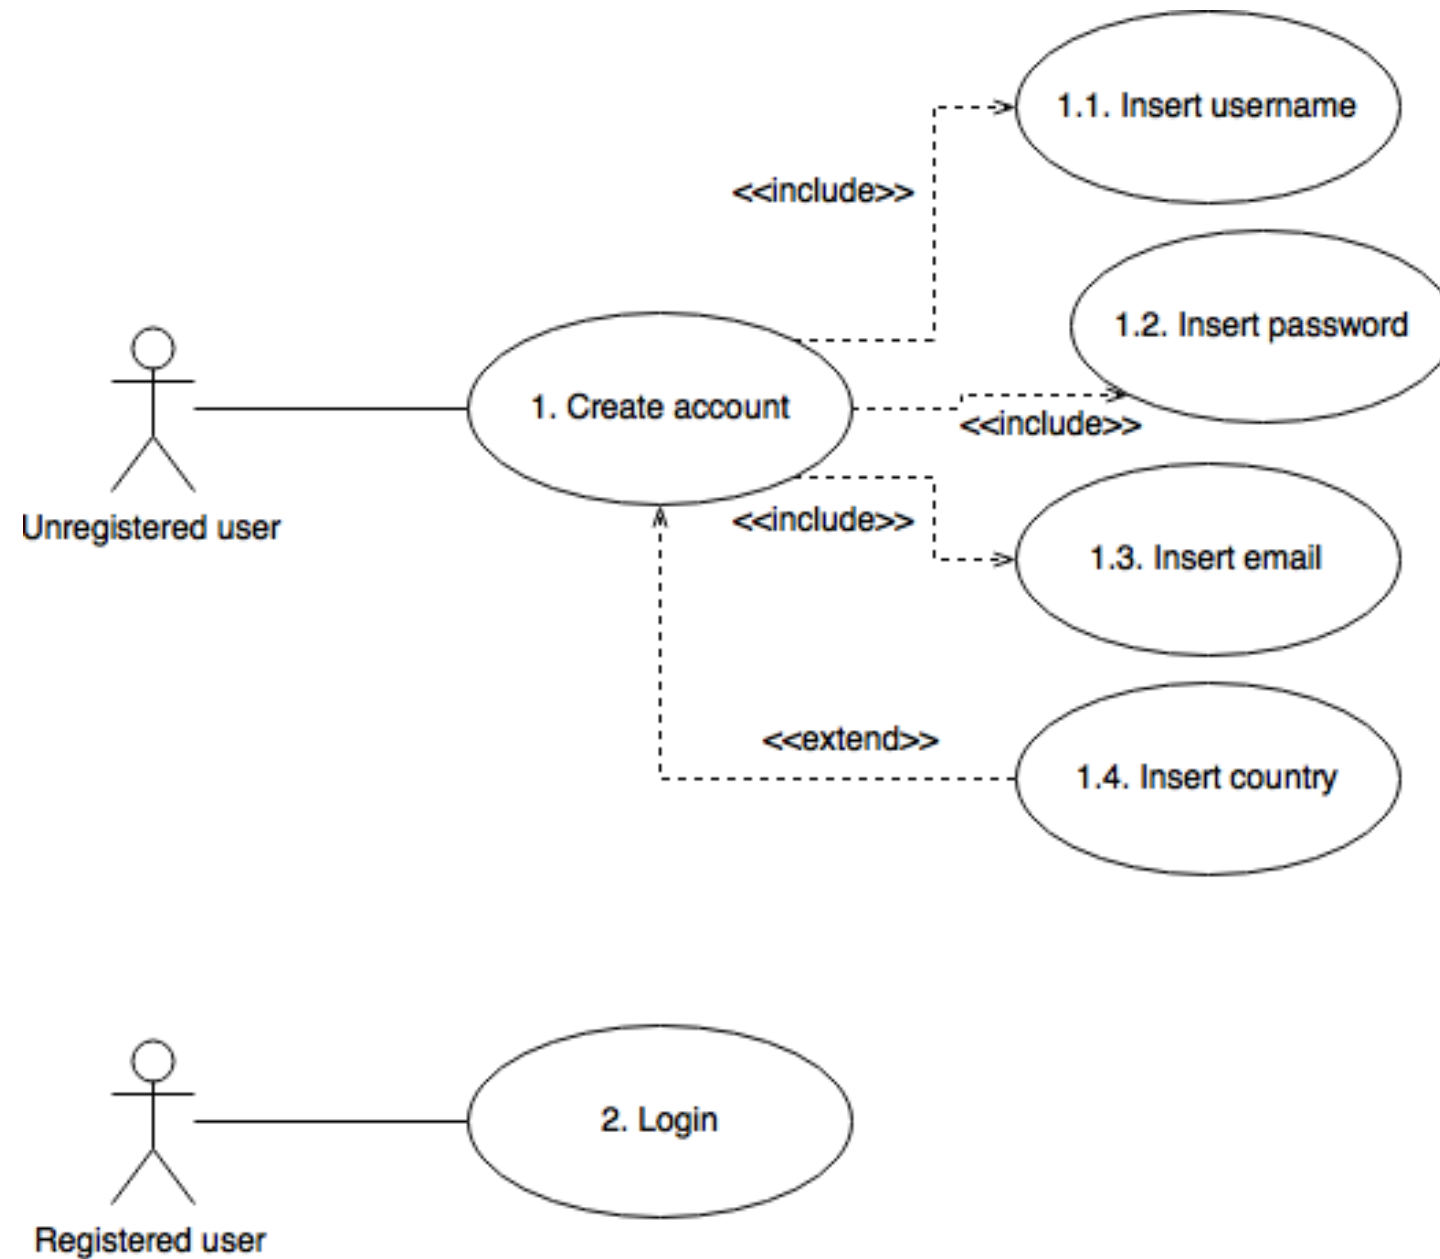 1.1. Insert username
<<include>>
1.2. Insert password
1. Create account
<<include>>
<<include>>
Unregistered user
1.3. Insert email
<<extend>>
1.4. Insert country
2. Login
Registered user